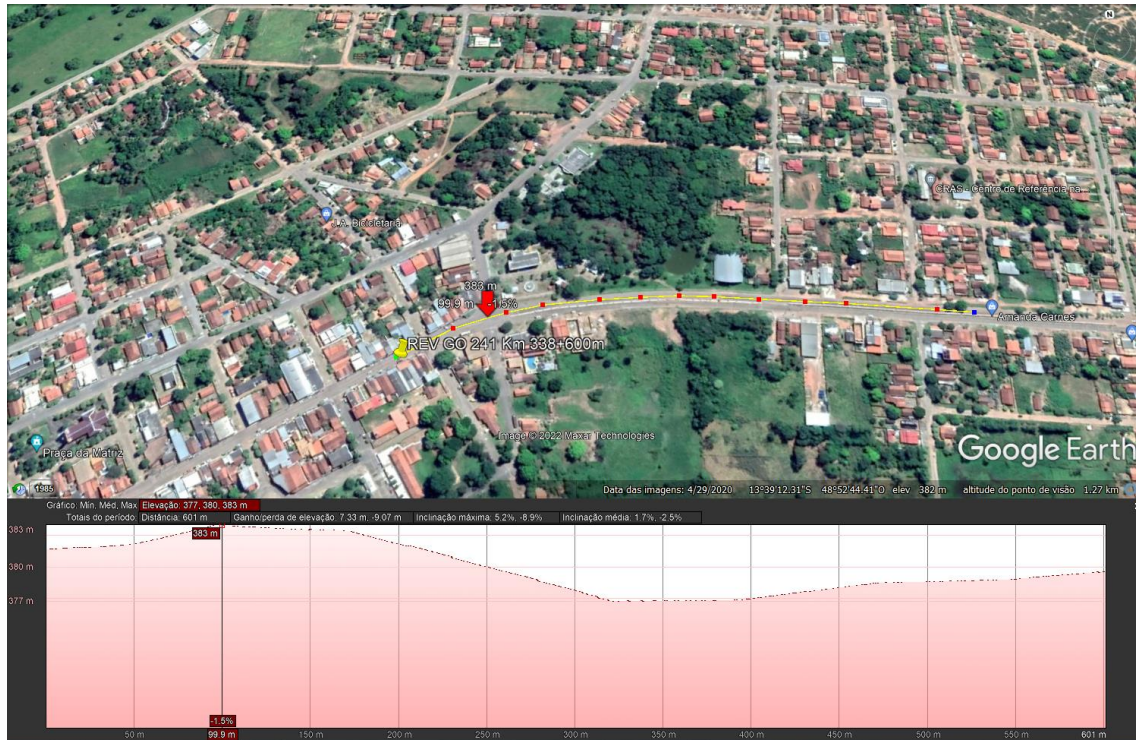 N
J.A. Bicicletaria
CRAS - Centro de Referência na...
383 m
99.9 m -1.5%
Amanda Carnes
REV GO 241 Km 338+600m
Image © 2022 Maxar Technologies
Praça da Matriz
Google Earth
1985
Data das imagens: 4/29/2020 13°39'12.31"S 48°52'44.41"O elev 382 m altitude do ponto de visão 1.27 km
Gráfico: Mín, Méd, Max Elevação: 377, 380, 383 m
Totais do período: Distância: 601 m Ganho/perda de elevação: 7.33 m, -9.07 m Inclinação máxima: 5.2%, -8.9% Inclinação média: 1.7%, -2.5%
383 m
383 m
380 m
377 m
-1.5%
50 m 99.9 m 150 m 200 m 250 m 300 m 350 m 400 m 450 m 500 m 550 m 601 m